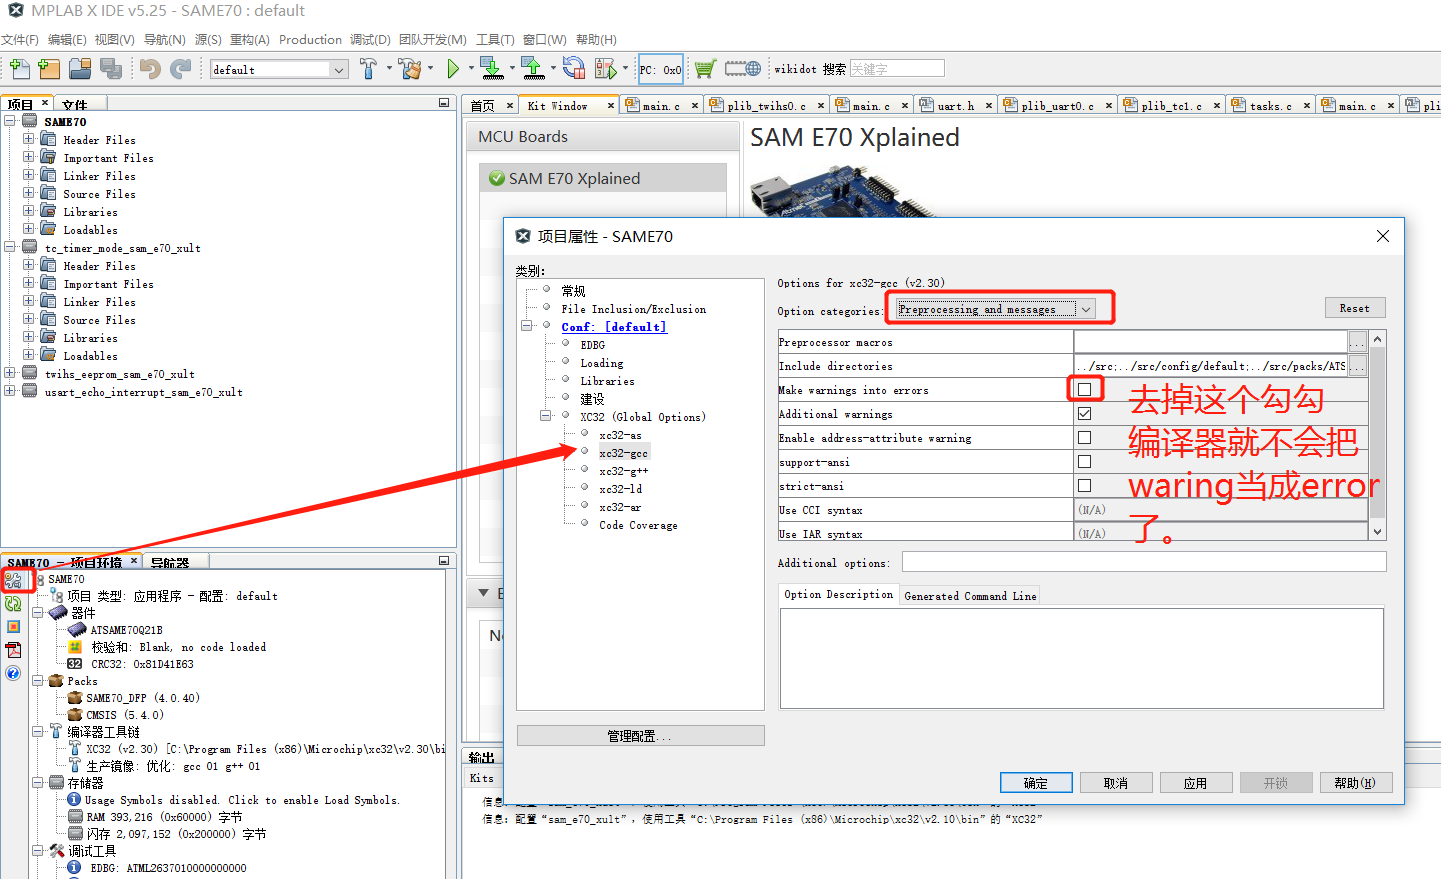 MPLAB X IDE v5.25 - SAME70 : default
文件(F) 编辑(E) 视图(V) 导航(N) 源(S) 重构(A) Production 调试(D) 团队开发(M) 工具(T) 窗口(W) 帮助(H)
default
PC: 0x0
wikidot 搜索 关键字
项目
文件
SAME70
Header Files
Important Files
Linker Files
Source Files
Libraries
Loadables
tc_timer_mode_sam_e70_xult
Header Files
Important Files
Linker Files
Source Files
Libraries
Loadables
twihs_eeprom_sam_e70_xult
usart_echo_interrupt_sam_e70_xult
首页 Kit Window main.c plib_twihs0.c main.c uart.h plib_uart0.c plib_tc1.c tasks.c main.c pli
MCU Boards
SAM E70 Xplained
SAM E70 Xplained
项目属性 - SAME70
类别:
常规
File Inclusion/Exclusion
Conf: [default]
EDBG
Loading
Libraries
建设
XC32 (Global Options)
xc32-as
xc32-gcc
xc32-g++
xc32-ld
xc32-ar
Code Coverage
管理配置...
Options for xc32-gcc (v2.30)
Option categories: Preprocessing and messages
Reset
Preprocessor macros
...
Include directories
../src;../src/config/default;../src/packs/ATS
...
Make warnings into errors
Additional warnings
Enable address-attribute warning
support-ansi
strict-ansi
Use CCI syntax
(N/A)
Use IAR syntax
(N/A)
去掉这个勾勾
编译器就不会把
waring当成error
了。
Additional options:
Option Description
Generated Command Line
确定
取消
应用
开锁
帮助(H)
SAME70 - 项目环境
导航器
SAME70
项目 类型: 应用程序 - 配置: default
器件
ATSAME70Q21B
校验和: Blank, no code loaded
CRC32: 0x81D41E63
Packs
SAME70_DFP (4.0.40)
CMSIS (5.4.0)
编译器工具链
XC32 (v2.30) [C:\Program Files (x86)\Microchip\xc32\v2.30\bin
生产镜像: 优化: gcc 01 g++ 01
存储器
Usage Symbols disabled. Click to enable Load Symbols.
RAM 393,216 (0x60000) 字节
闪存 2,097,152 (0x200000) 字节
调试工具
EDBG: ATML2637010000000000
输出
Kits
信息: 配置 “sam_e70_xult”, 使用工具 “C:\Program Files (x86)\Microchip\xc32\v2.10\bin” 的 “XC32”